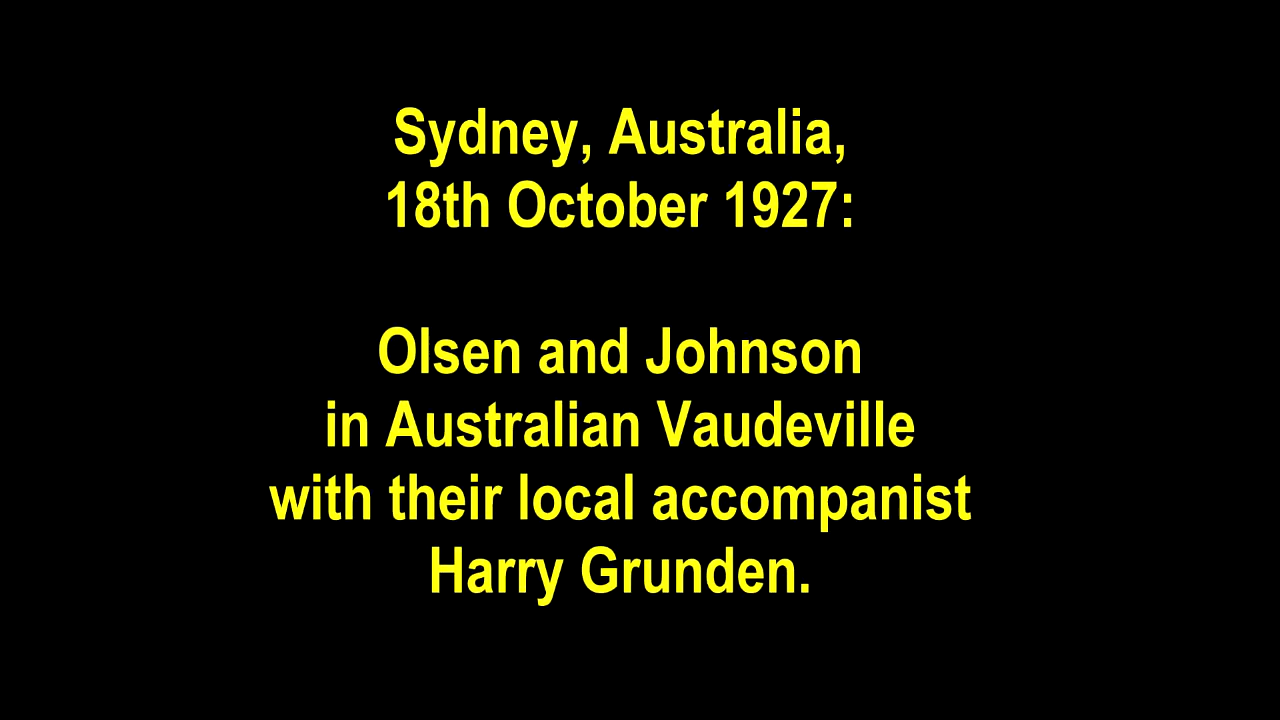 Sydney, Australia,
18th October 1927:
Olsen and Johnson
in Australian Vaudeville
with their local accompanist
Harry Grunden.